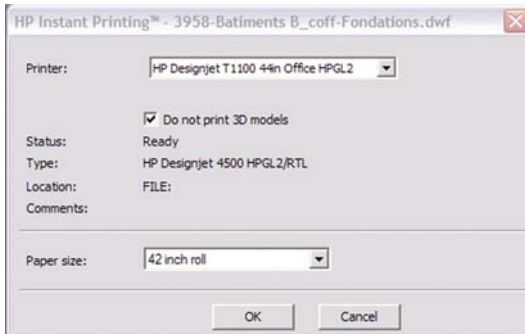 HP Instant Printing™ - 3958-Batiments B_coff-Fondations.dwf
Printer: HP Designjet T1100 44in Office HPGL2
Do not print 3D models
Status: Ready
Type: HP Designjet 4500 HPGL2/RTL
Location: FILE:
Comments:
Paper size: 42 inch roll
OK Cancel